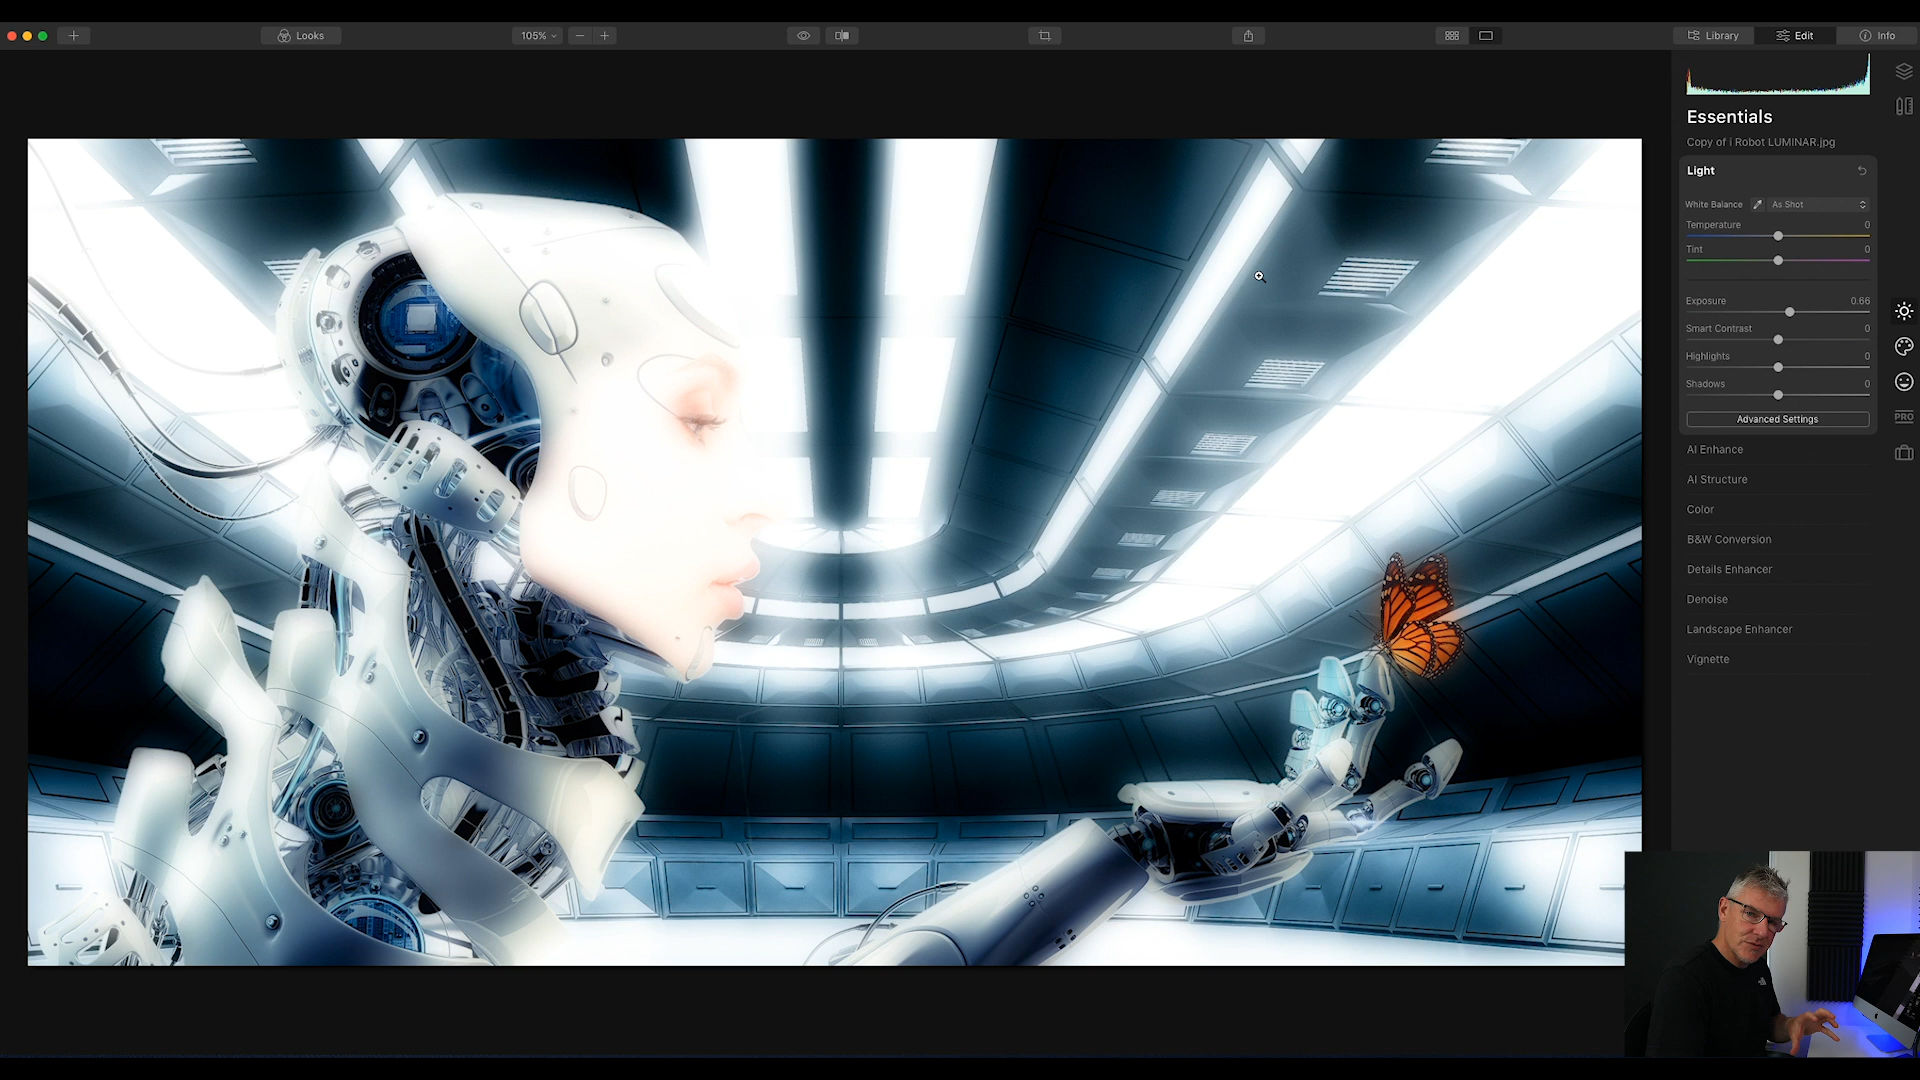 Looks
105%
Library
Edit
Info
Essentials
Copy of i Robot LUMINAR.jpg
Light
White Balance
As Shot
Temperature
0
Tint
0
Exposure
0.66
Smart Contrast
0
Highlights
0
Shadows
0
PRO
Advanced Settings
AI Enhance
AI Structure
Color
B&W Conversion
Details Enhancer
Denoise
Landscape Enhancer
Vignette